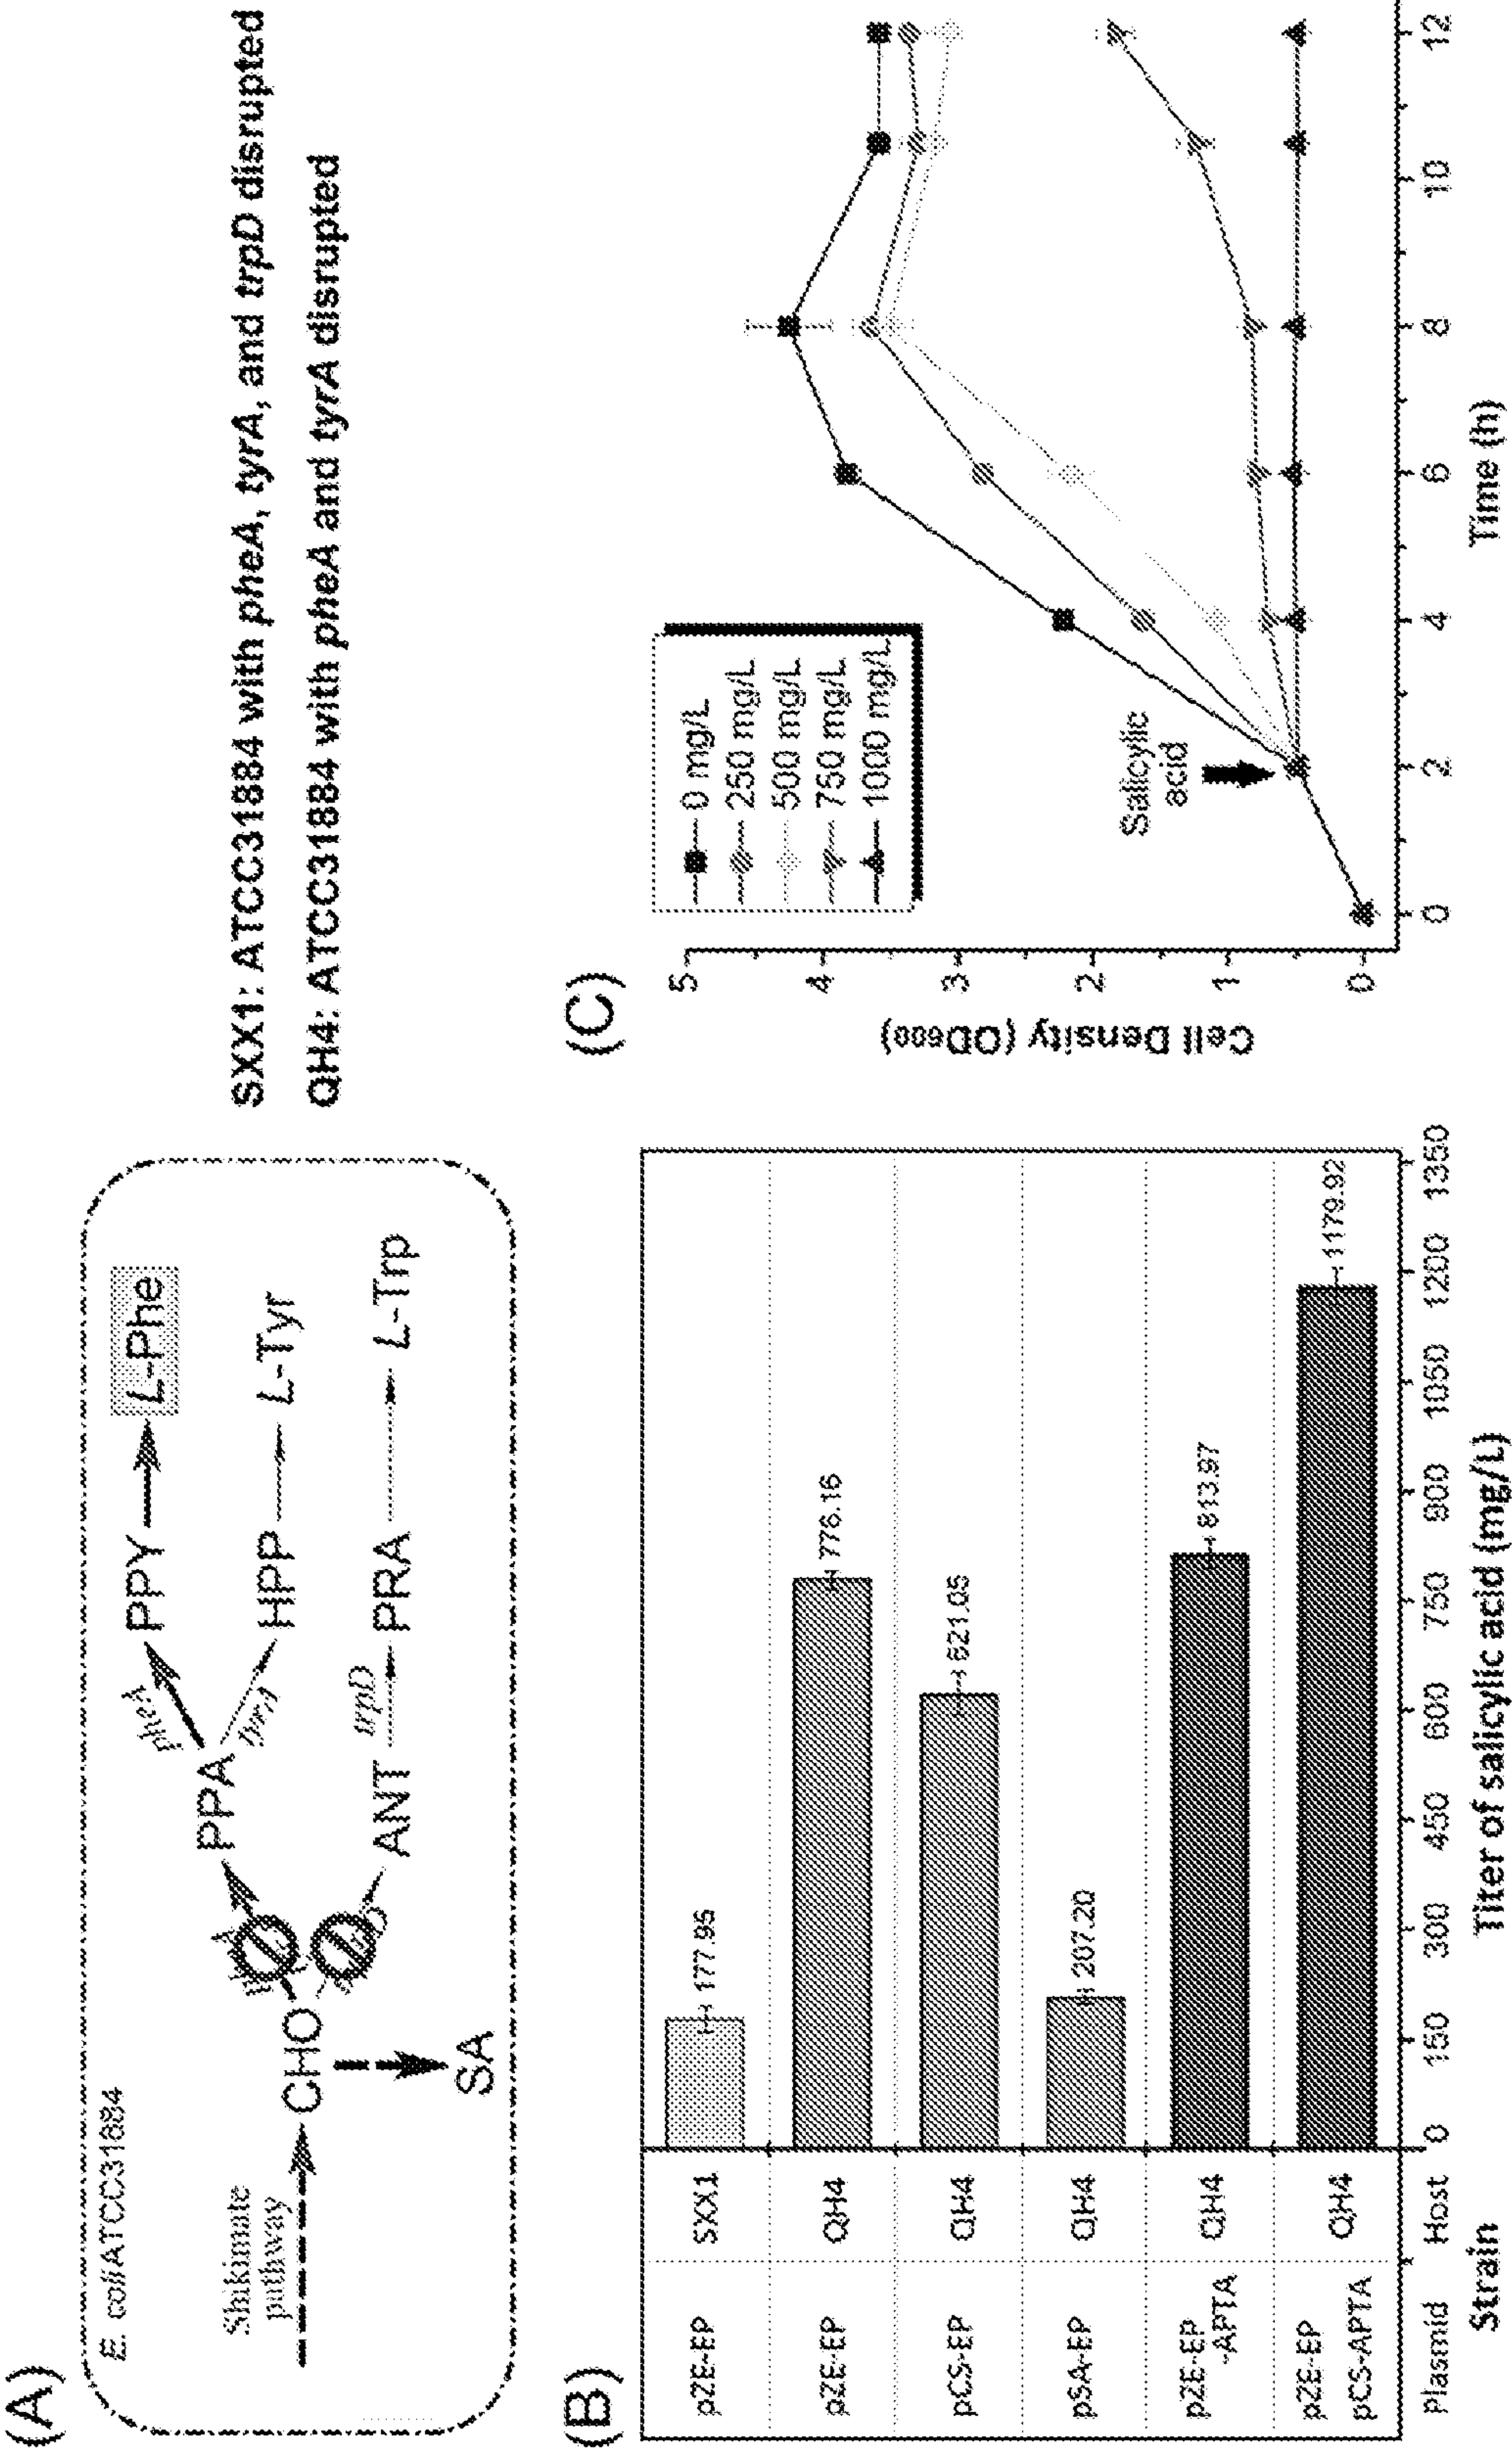 (A)
E. coli ATCC31884
Shikimate
pathway
CHO
SA
PPA
pheA
PPY
L-Phe
tyrA
HPP
L-Tyr
ANT
trpD
PRA
L-Trp
SXX1: ATCC31884 with pheA, tyrA, and trpD disrupted
QH4: ATCC31884 with pheA and tyrA disrupted
(B)
pZE-EP
SXX1
177.95
pZE-EP
QH4
776.16
pCS-EP
QH4
621.05
pSA-EP
QH4
207.20
pZE-EP
-APTA
QH4
813.97
pZE-EP
pCS-APTA
QH4
1179.92
Plasmid
Host
0
150
300
450
600
750
900
1050
1200
1350
Strain
Titer of salicylic acid (mg/L)
(C)
Cell Density (OD600)
5
4
3
2
1
0
0 mg/L
250 mg/L
500 mg/L
750 mg/L
1000 mg/L
Salicylic
acid
0
2
4
6
8
10
12
Time (h)